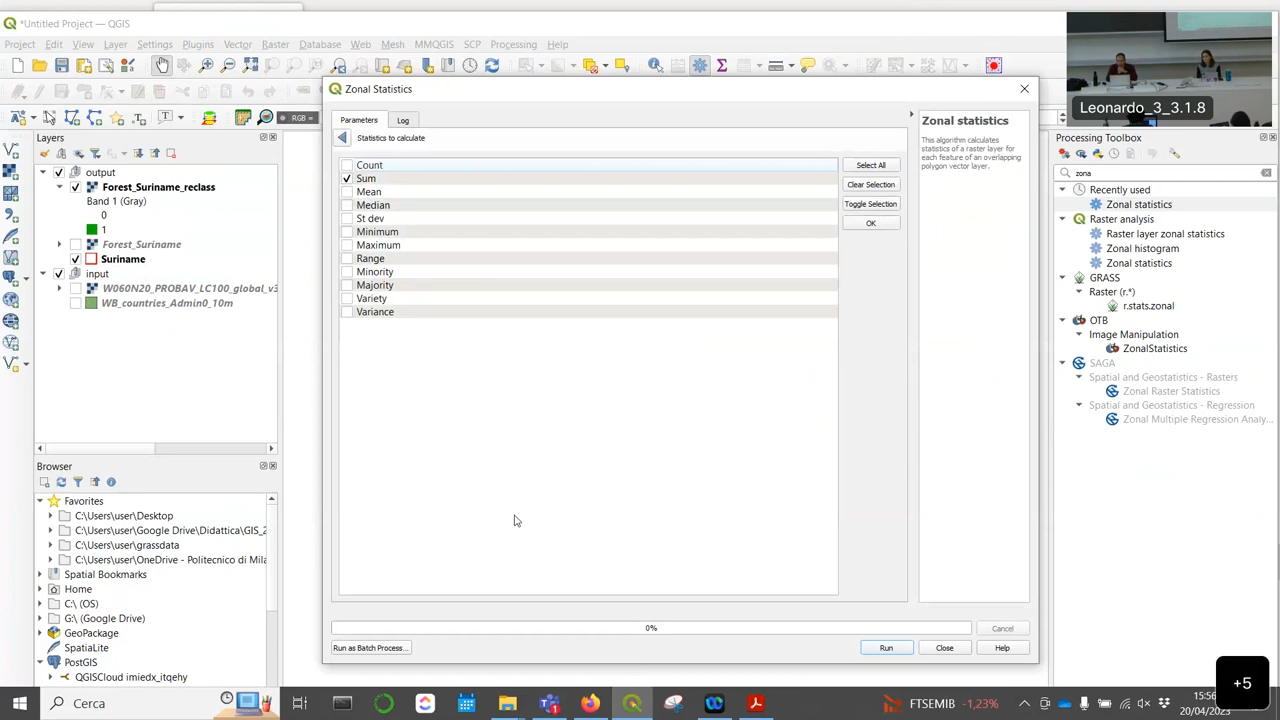 *Untitled Project — QGIS
Project Edit View Layer Settings Plugins Vector Raster Database Web Mesh MMQGIS SCP Processing Help
Leonardo_3_3.1.8
RGB =
Layers
output
Forest_Suriname_reclass
Band 1 (Gray)
0
1
Forest_Suriname
Suriname
input
W060N20_PROBAV_LC100_global_v3
WB_countries_Admin0_10m
Browser
Favorites
C:\Users\user\Desktop
C:\Users\user\Google Drive\Didattica\GIS_2
C:\Users\user\grassdata
C:\Users\user\OneDrive - Politecnico di Mila
Spatial Bookmarks
Home
C:\ (OS)
G:\ (Google Drive)
GeoPackage
SpatiaLite
PostGIS
QGISCloud imiedx_itqehy
Zonal Statistics
Parameters Log
Statistics to calculate
Count
Sum
Mean
Median
St dev
Minimum
Maximum
Range
Minority
Majority
Variety
Variance
Select All
Clear Selection
Toggle Selection
OK
Zonal statistics
This algorithm calculates
statistics of a raster layer for
each feature of an overlapping
polygon vector layer.
0%
Cancel
Run as Batch Process...
Run
Close
Help
Processing Toolbox
zona
Recently used
Zonal statistics
Raster analysis
Raster layer zonal statistics
Zonal histogram
Zonal statistics
GRASS
Raster (r.*)
r.stats.zonal
OTB
Image Manipulation
ZonalStatistics
SAGA
Spatial and Geostatistics - Rasters
Zonal Raster Statistics
Spatial and Geostatistics - Regression
Zonal Multiple Regression Analy...
+5
Cerca
FTSEMIB -1,23%
15:56
20/04/2023